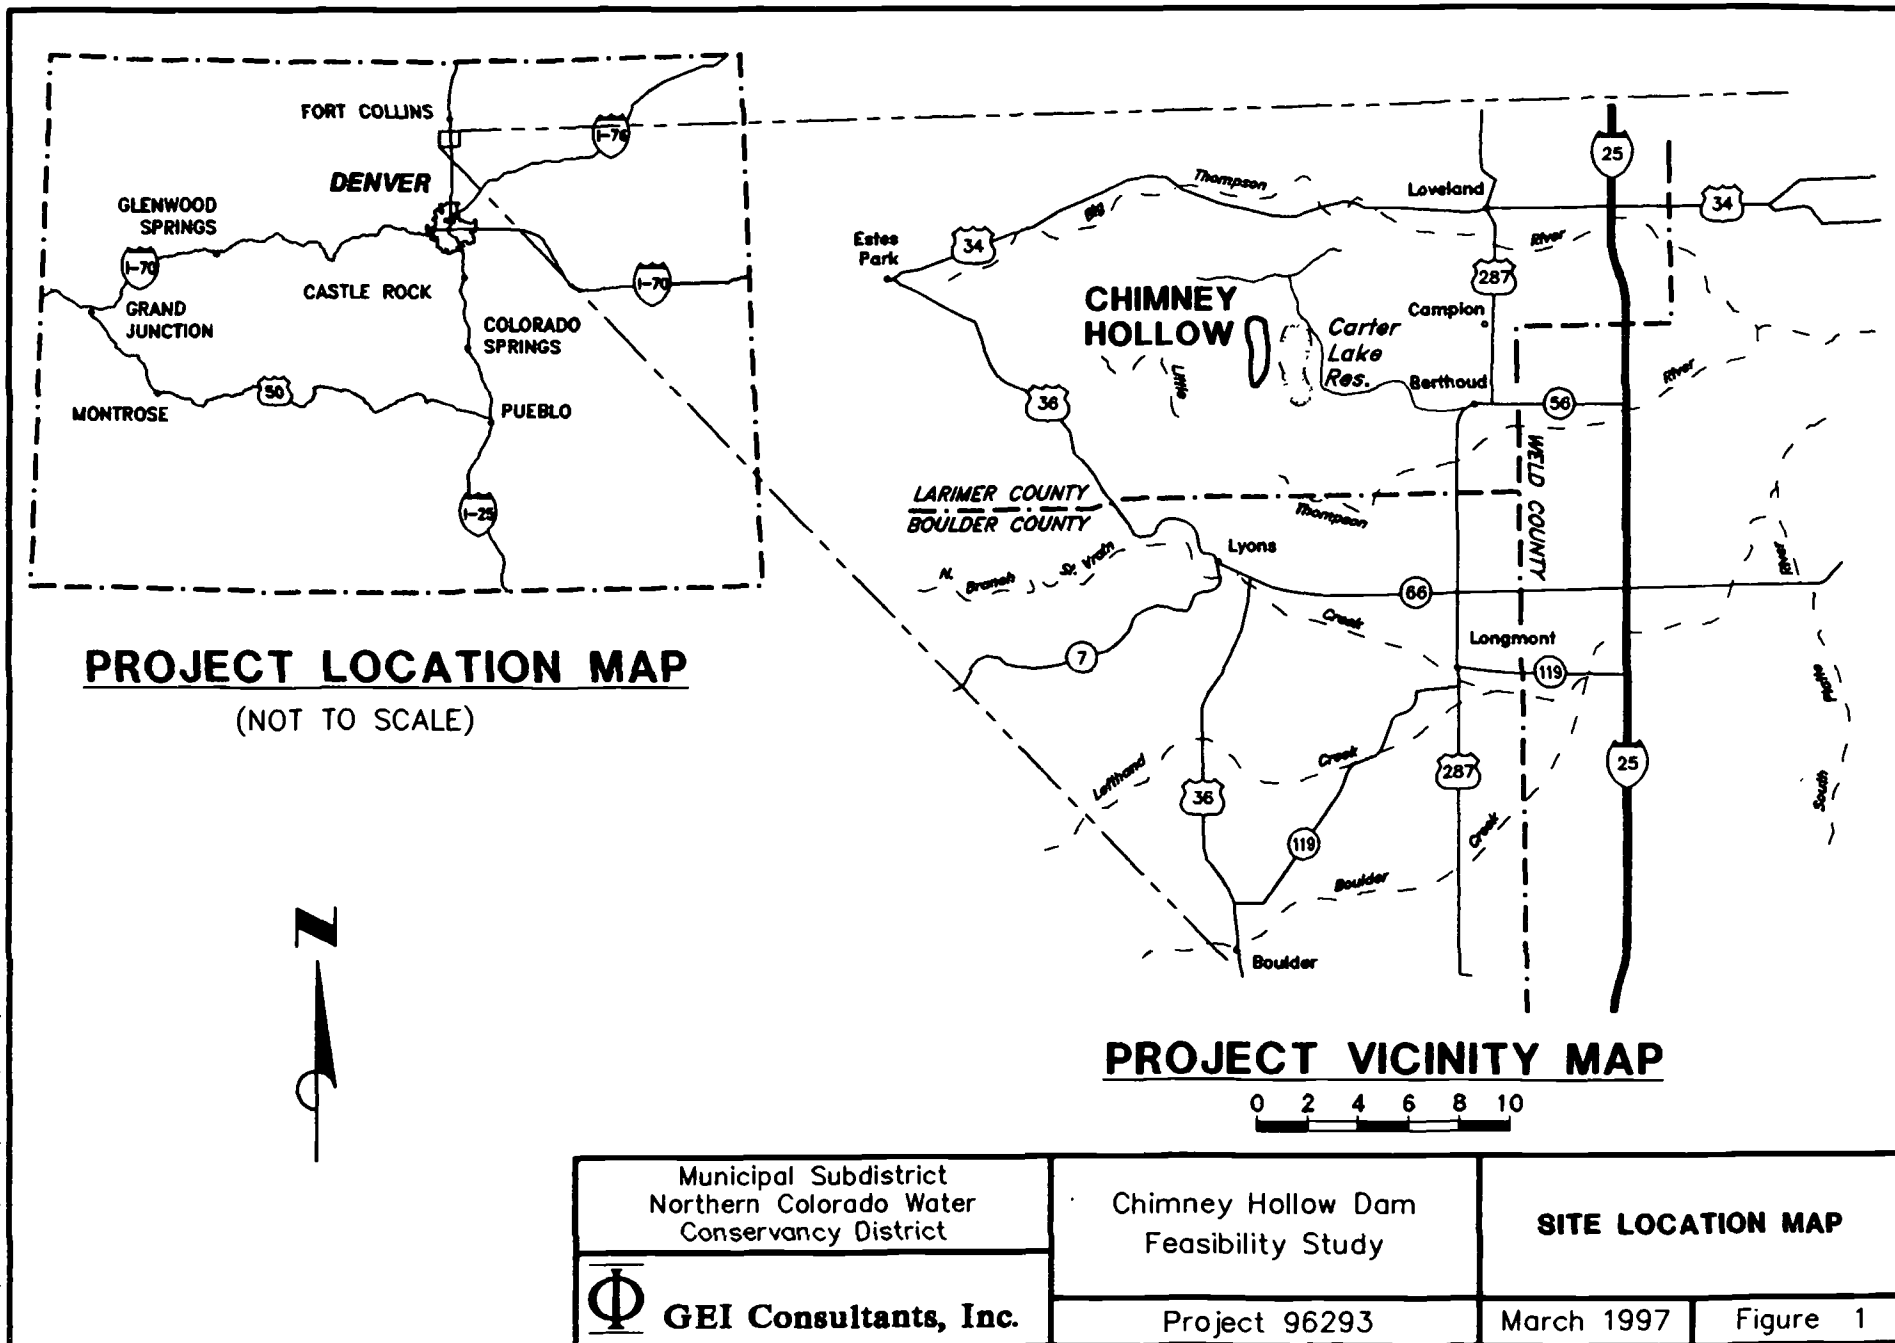 FORT COLLINS
I-76
DENVER
GLENWOOD
SPRINGS
I-70
I-70
CASTLE ROCK
GRAND
JUNCTION
COLORADO
SPRINGS
50
MONTROSE
PUEBLO
I-25
PROJECT LOCATION MAP
(NOT TO SCALE)
N
25
Thompson
Loveland
34
Big
River
Estes
Park
34
287
CHIMNEY
HOLLOW
Campion
Carter
Lake
Res.
Little
River
Berthoud
36
56
WELD COUNTY
LARIMER COUNTY
BOULDER COUNTY
Thompson
Lyons
N.
Branch
St. Vrain
River
66
Creek
Longmont
7
119
Platte
South
Creek
Lefthand
287
25
36
Creek
119
Boulder
Boulder
PROJECT VICINITY MAP
0 2 4 6 8 10
Municipal Subdistrict
Northern Colorado Water
Conservancy District
Chimney Hollow Dam
Feasibility Study
SITE LOCATION MAP
GEI Consultants, Inc.
Project 96293
March 1997
Figure 1